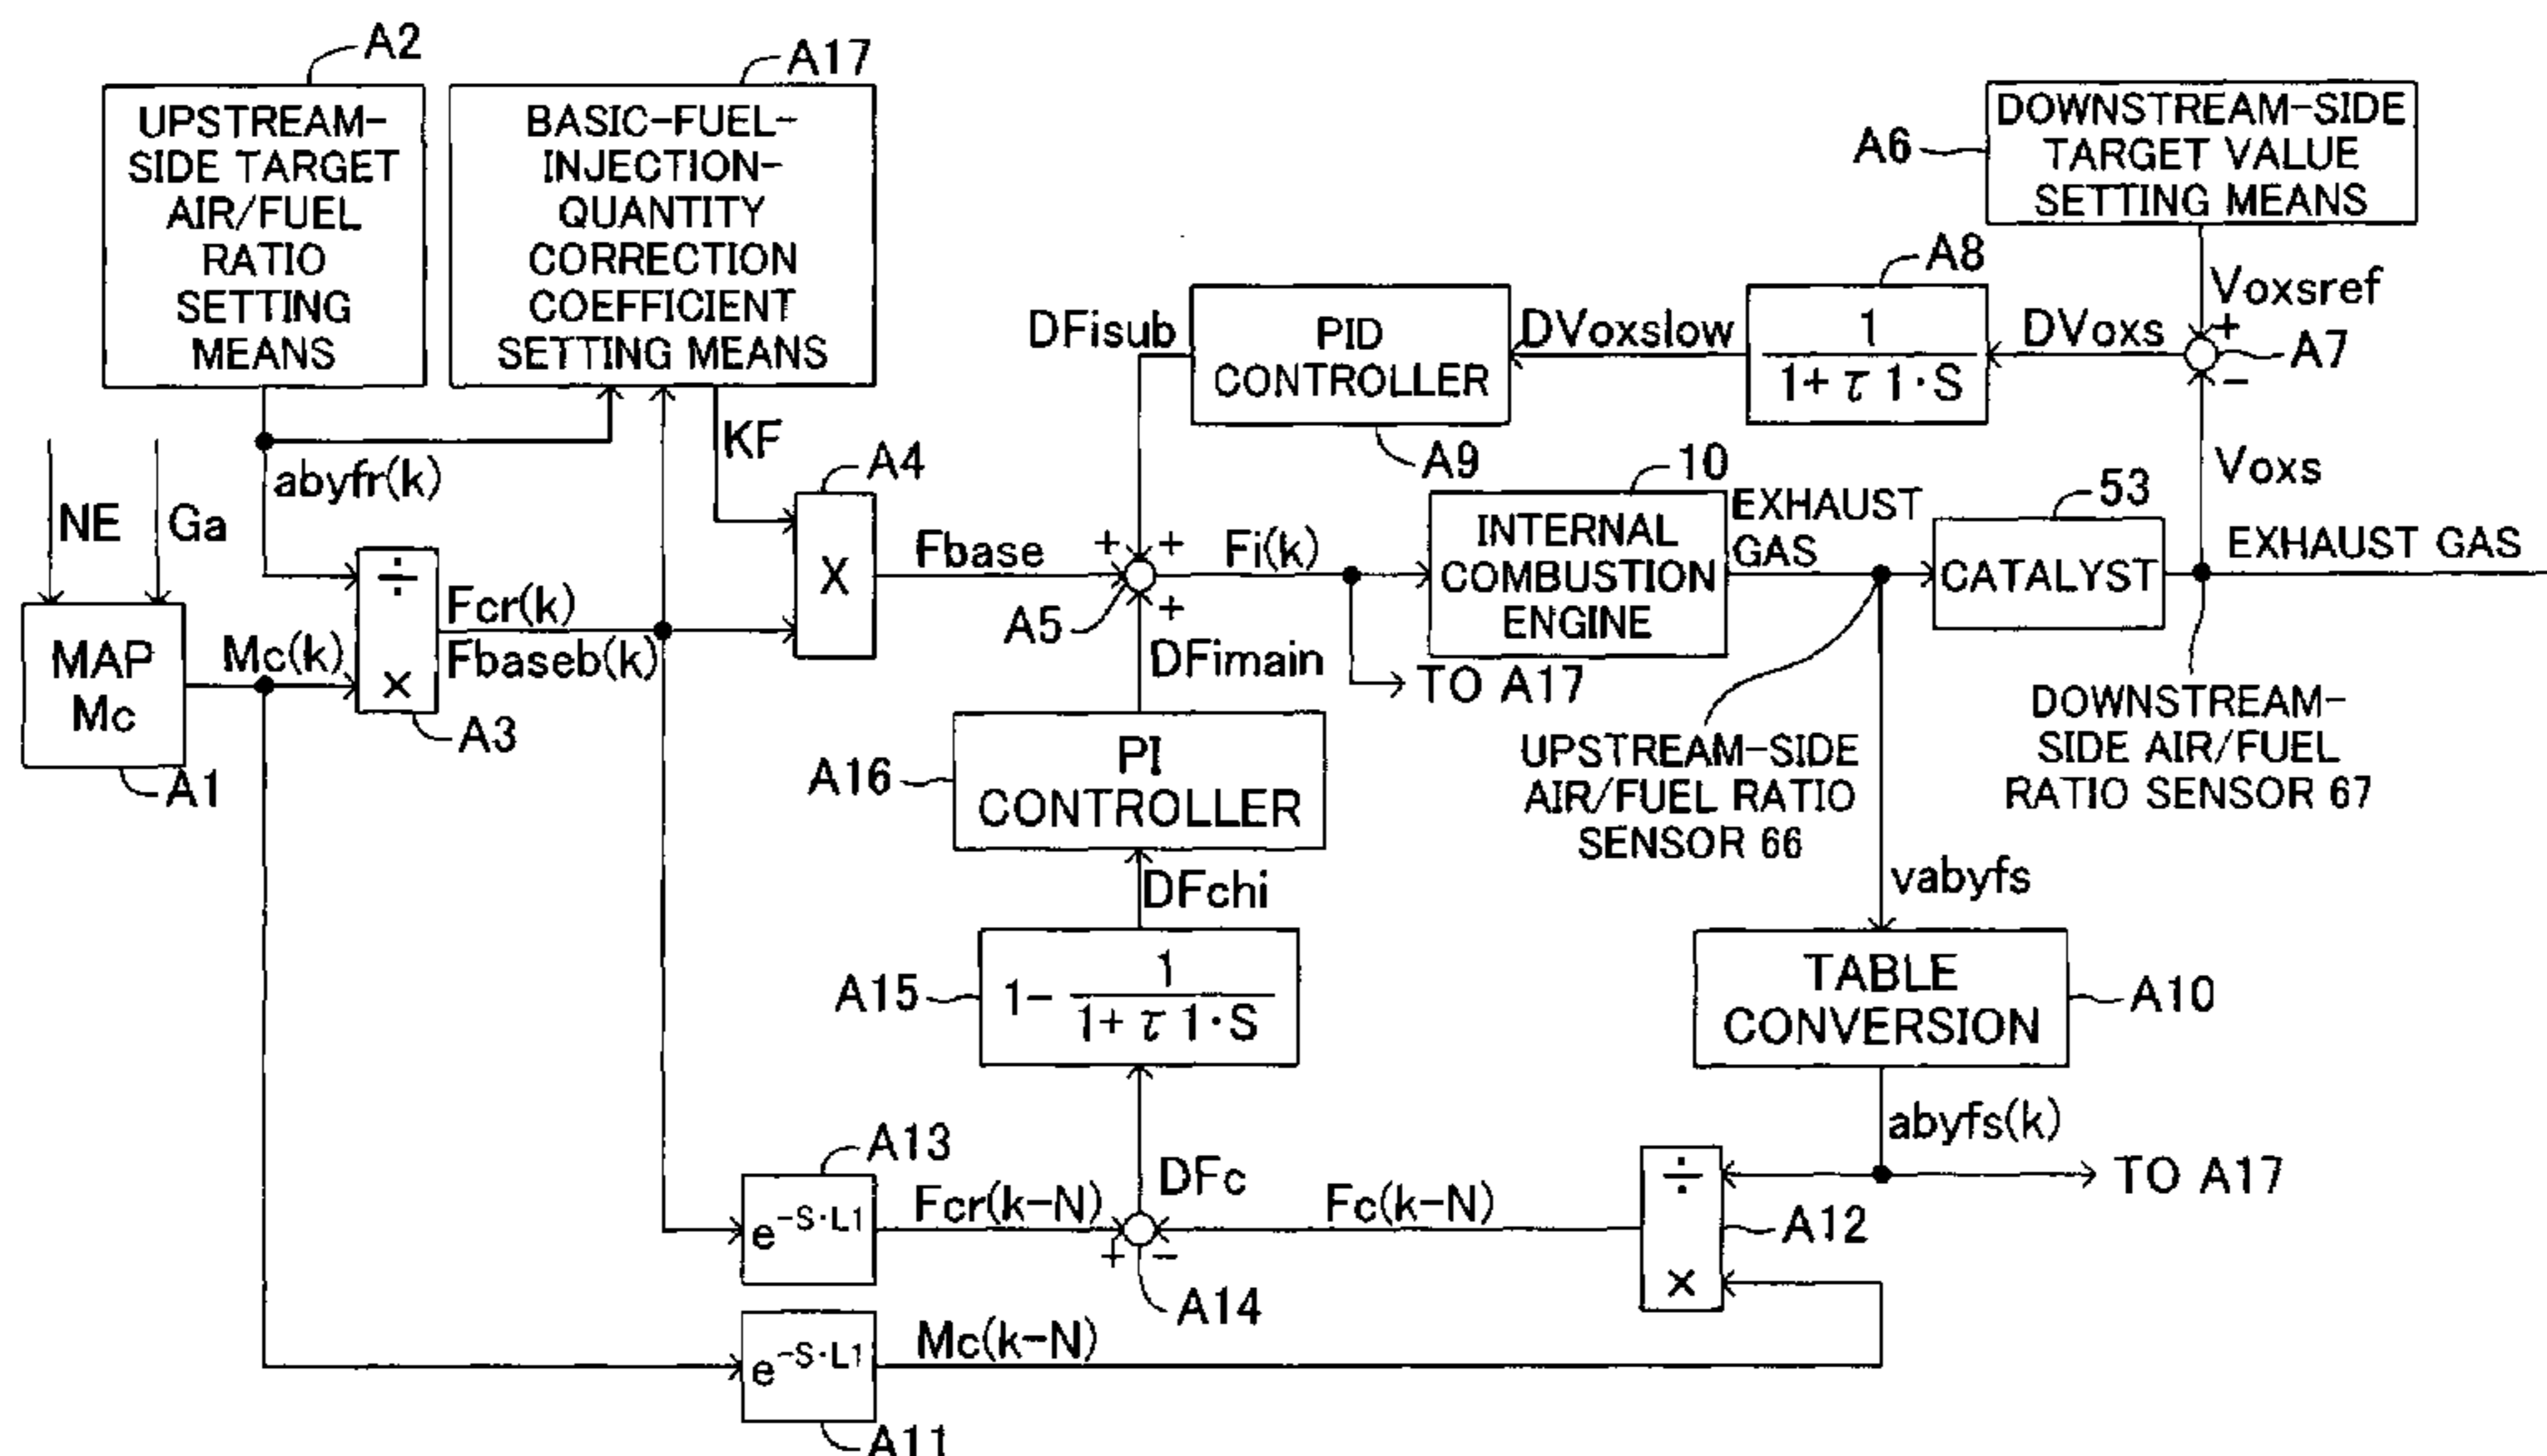 A2
A17
UPSTREAM-
SIDE TARGET
AIR/FUEL
RATIO
SETTING
MEANS
BASIC-FUEL-
INJECTION-
QUANTITY
CORRECTION
COEFFICIENT
SETTING MEANS
DOWNSTREAM-SIDE
TARGET VALUE
SETTING MEANS
A6
A8
Voxsref
DFisub
PID
CONTROLLER
DVoxslow
1
1+ τ 1·S
DVoxs
+
A7
−
abyfr(k)
KF
A4
A9
10
Voxs
53
NE
Ga
÷
×
A3
Fcr(k)
Fbaseb(k)
X
Fbase
+
+
+
A5
Fi(k)
INTERNAL
COMBUSTION
ENGINE
EXHAUST
GAS
CATALYST
EXHAUST GAS
MAP
Mc
A1
Mc(k)
DFimain
TO A17
UPSTREAM-SIDE
AIR/FUEL RATIO
SENSOR 66
DOWNSTREAM-
SIDE AIR/FUEL
RATIO SENSOR 67
A16
PI
CONTROLLER
vabyfs
DFchi
A15
1− 1
1+ τ 1·S
TABLE
CONVERSION
A10
abyfs(k)
A13
e-S·L1
Fcr(k-N)
DFc
Fc(k-N)
÷
×
A12
TO A17
+
−
A14
e-S·L1
Mc(k-N)
A11